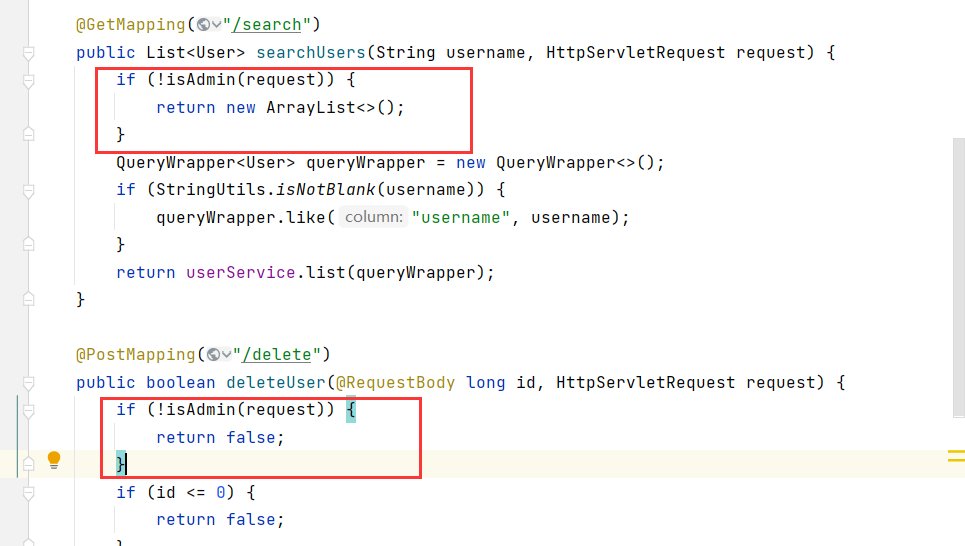 @GetMapping("/search")
public List<User> searchUsers(String username, HttpServletRequest request) {
if (!isAdmin(request)) {
return new ArrayList<>();
}
QueryWrapper<User> queryWrapper = new QueryWrapper<>();
if (StringUtils.isNotBlank(username)) {
queryWrapper.like( column: "username", username);
}
return userService.list(queryWrapper);
}
@PostMapping("/delete")
public boolean deleteUser(@RequestBody long id, HttpServletRequest request) {
if (!isAdmin(request)) {
return false;
}
if (id <= 0) {
return false;
}